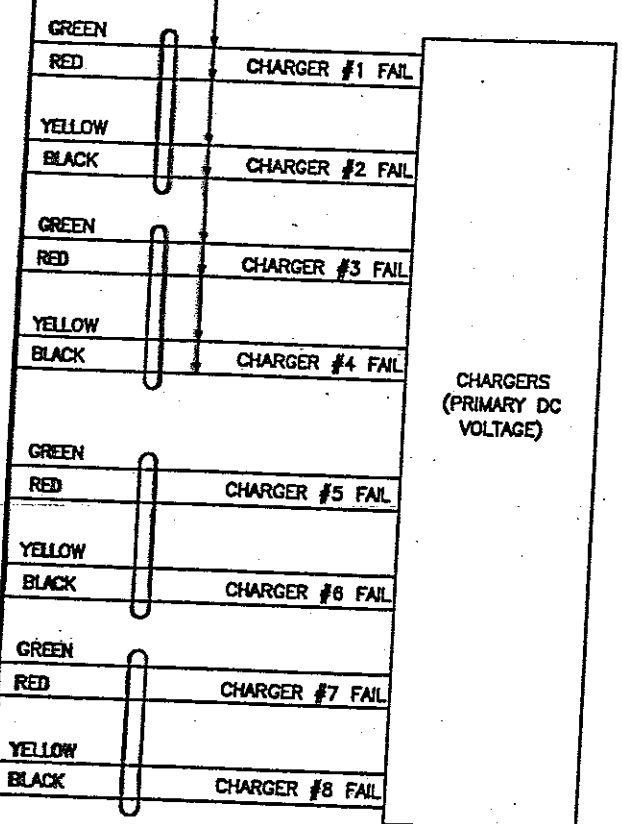 GREEN
RED
CHARGER #1 FAIL
YELLOW
BLACK
CHARGER #2 FAIL
GREEN
RED
CHARGER #3 FAIL
YELLOW
BLACK
CHARGER #4 FAIL
CHARGERS
(PRIMARY DC
VOLTAGE)
GREEN
RED
CHARGER #5 FAIL
YELLOW
BLACK
CHARGER #6 FAIL
GREEN
RED
CHARGER #7 FAIL
YELLOW
BLACK
CHARGER #8 FAIL